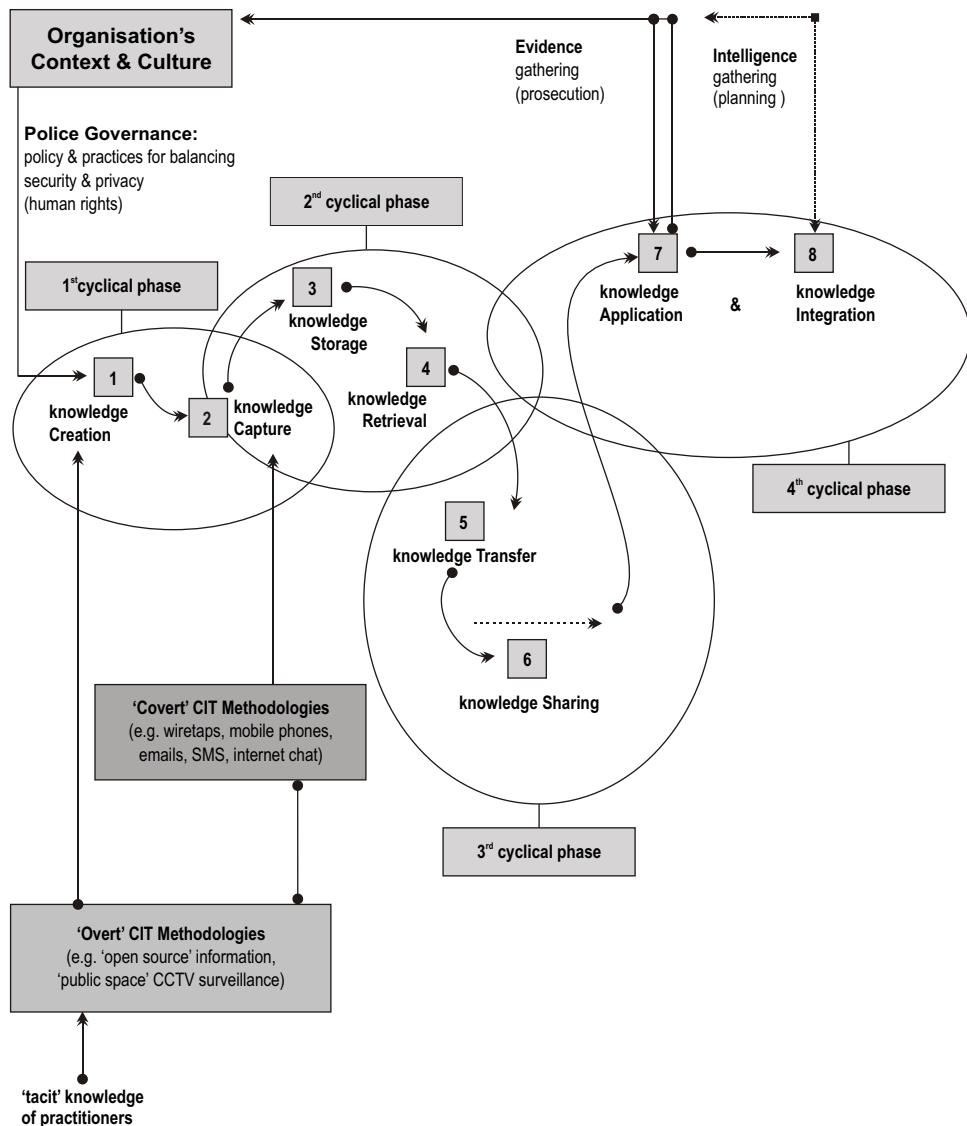 Organisation's
Context & Culture
Evidence
gathering
(prosecution)
Intelligence
gathering
(planning )
Police Governance:
policy & practices for balancing
security & privacy
(human rights)
2nd cyclical phase
1stcyclical phase
3
knowledge
Storage
7
knowledge
Application
&
8
knowledge
Integration
1
knowledge
Creation
2
knowledge
Capture
4
knowledge
Retrieval
4th cyclical phase
5
knowledge Transfer
6
knowledge Sharing
'Covert' CIT Methodologies
(e.g. wiretaps, mobile phones,
emails, SMS, internet chat)
3rd cyclical phase
'Overt' CIT Methodologies
(e.g. 'open source' information,
'public space' CCTV surveillance)
'tacit' knowledge
of practitioners